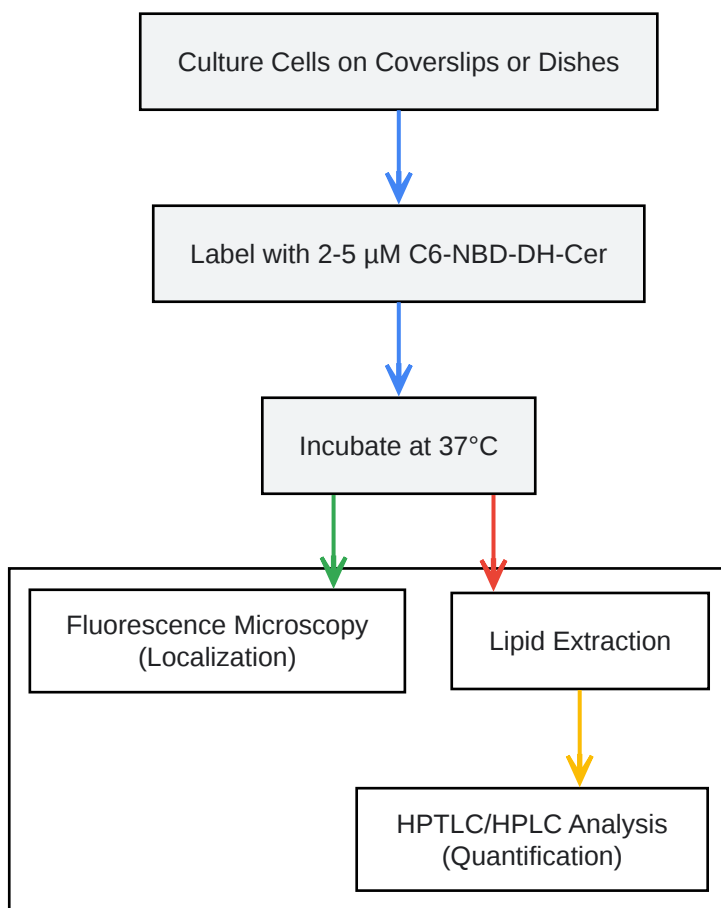 Culture Cells on Coverslips or Dishes
Label with 2-5 µM C6-NBD-DH-Cer
Incubate at 37°C
Fluorescence Microscopy
(Localization)
Lipid Extraction
HPTLC/HPLC Analysis
(Quantification)